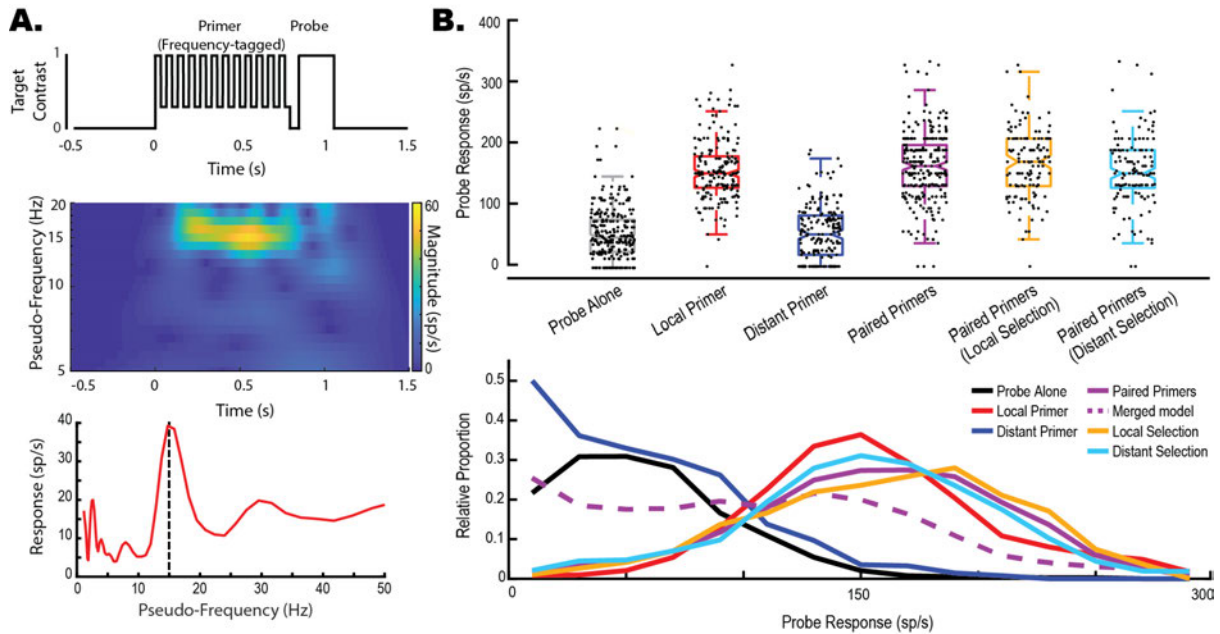 A.
Primer
(Frequency-tagged)
Probe
Target
Contrast
1
0
-0.5
0
0.5
1
1.5
Time (s)
Pseudo-Frequency (Hz)
20
15
10
5
60
Magnitude (sp/s)
0
-0.5
0
0.5
1
1.5
Time (s)
Response (sp/s)
40
30
20
10
0
0
10
20
30
40
50
Pseudo-Frequency (Hz)
B.
Probe Response (sp/s)
400
300
200
100
0
Probe Alone
Local Primer
Distant Primer
Paired Primers
Paired Primers
(Local Selection)
Paired Primers
(Distant Selection)
Relative Proportion
0.5
0.4
0.3
0.2
0.1
0
Probe Alone
Local Primer
Distant Primer
Paired Primers
Merged model
Local Selection
Distant Selection
0
150
300
Probe Response (sp/s)